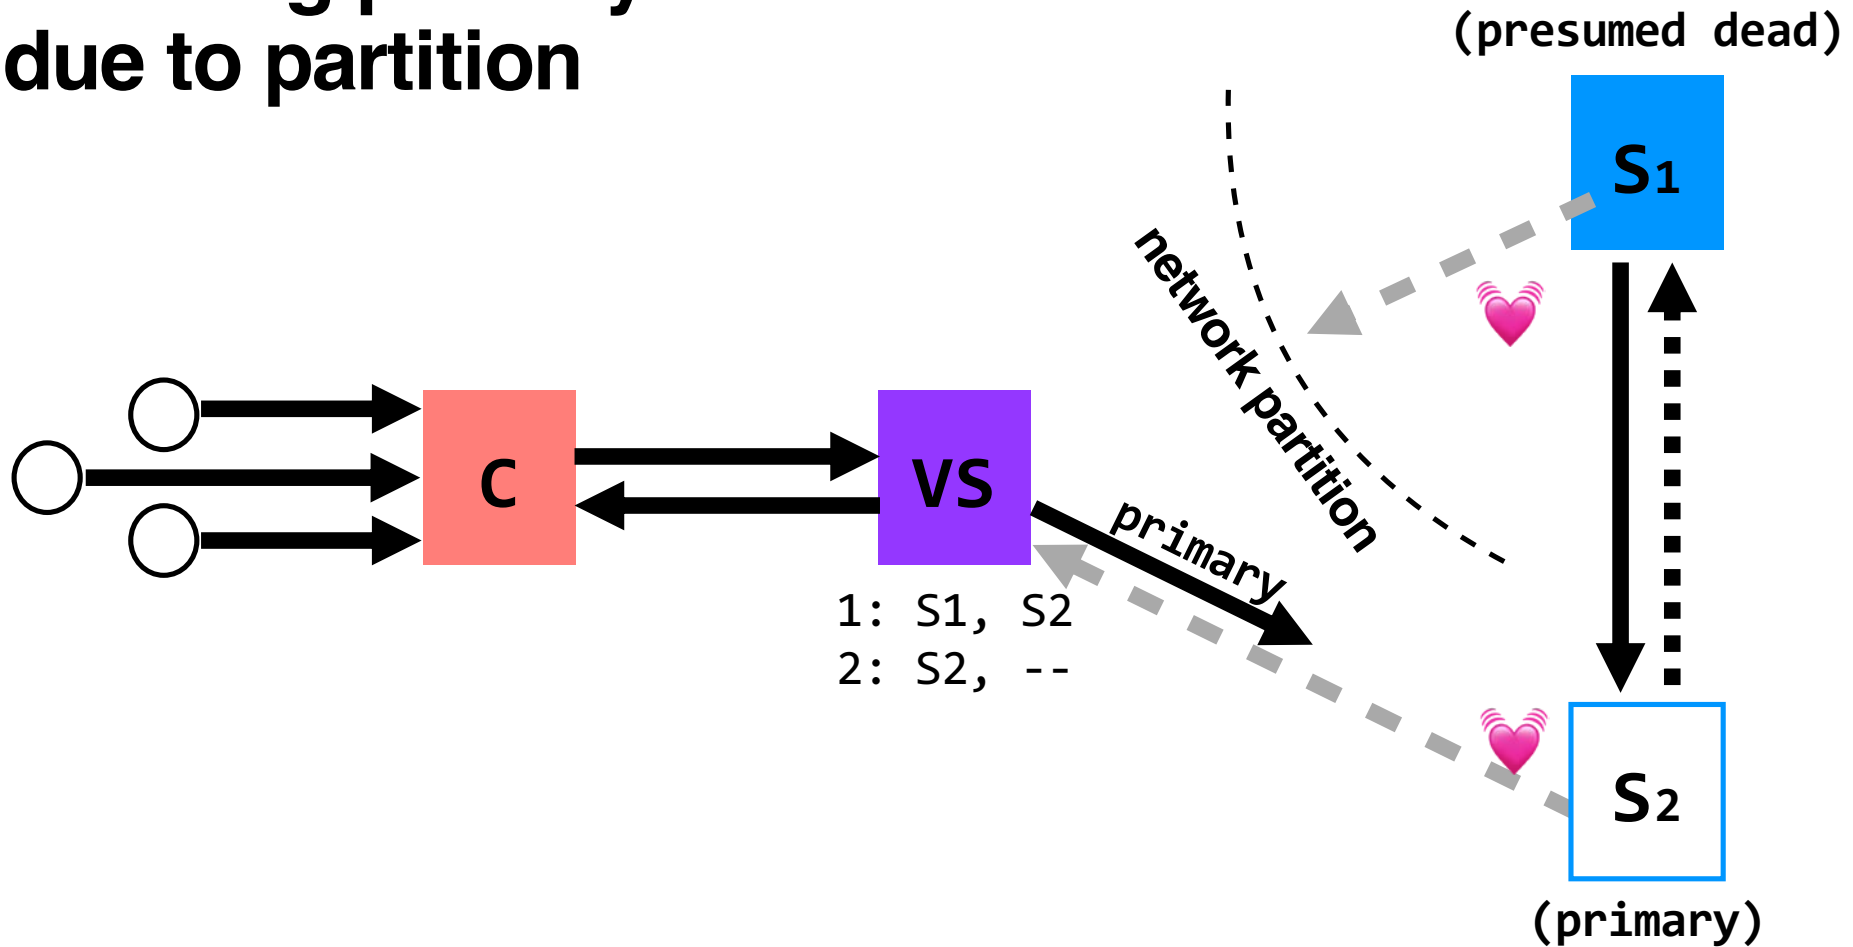 due to partition
(presumed dead)
S1
network partition
C
VS
primary
1: S1, S2
2: S2, --
S2
(primary)